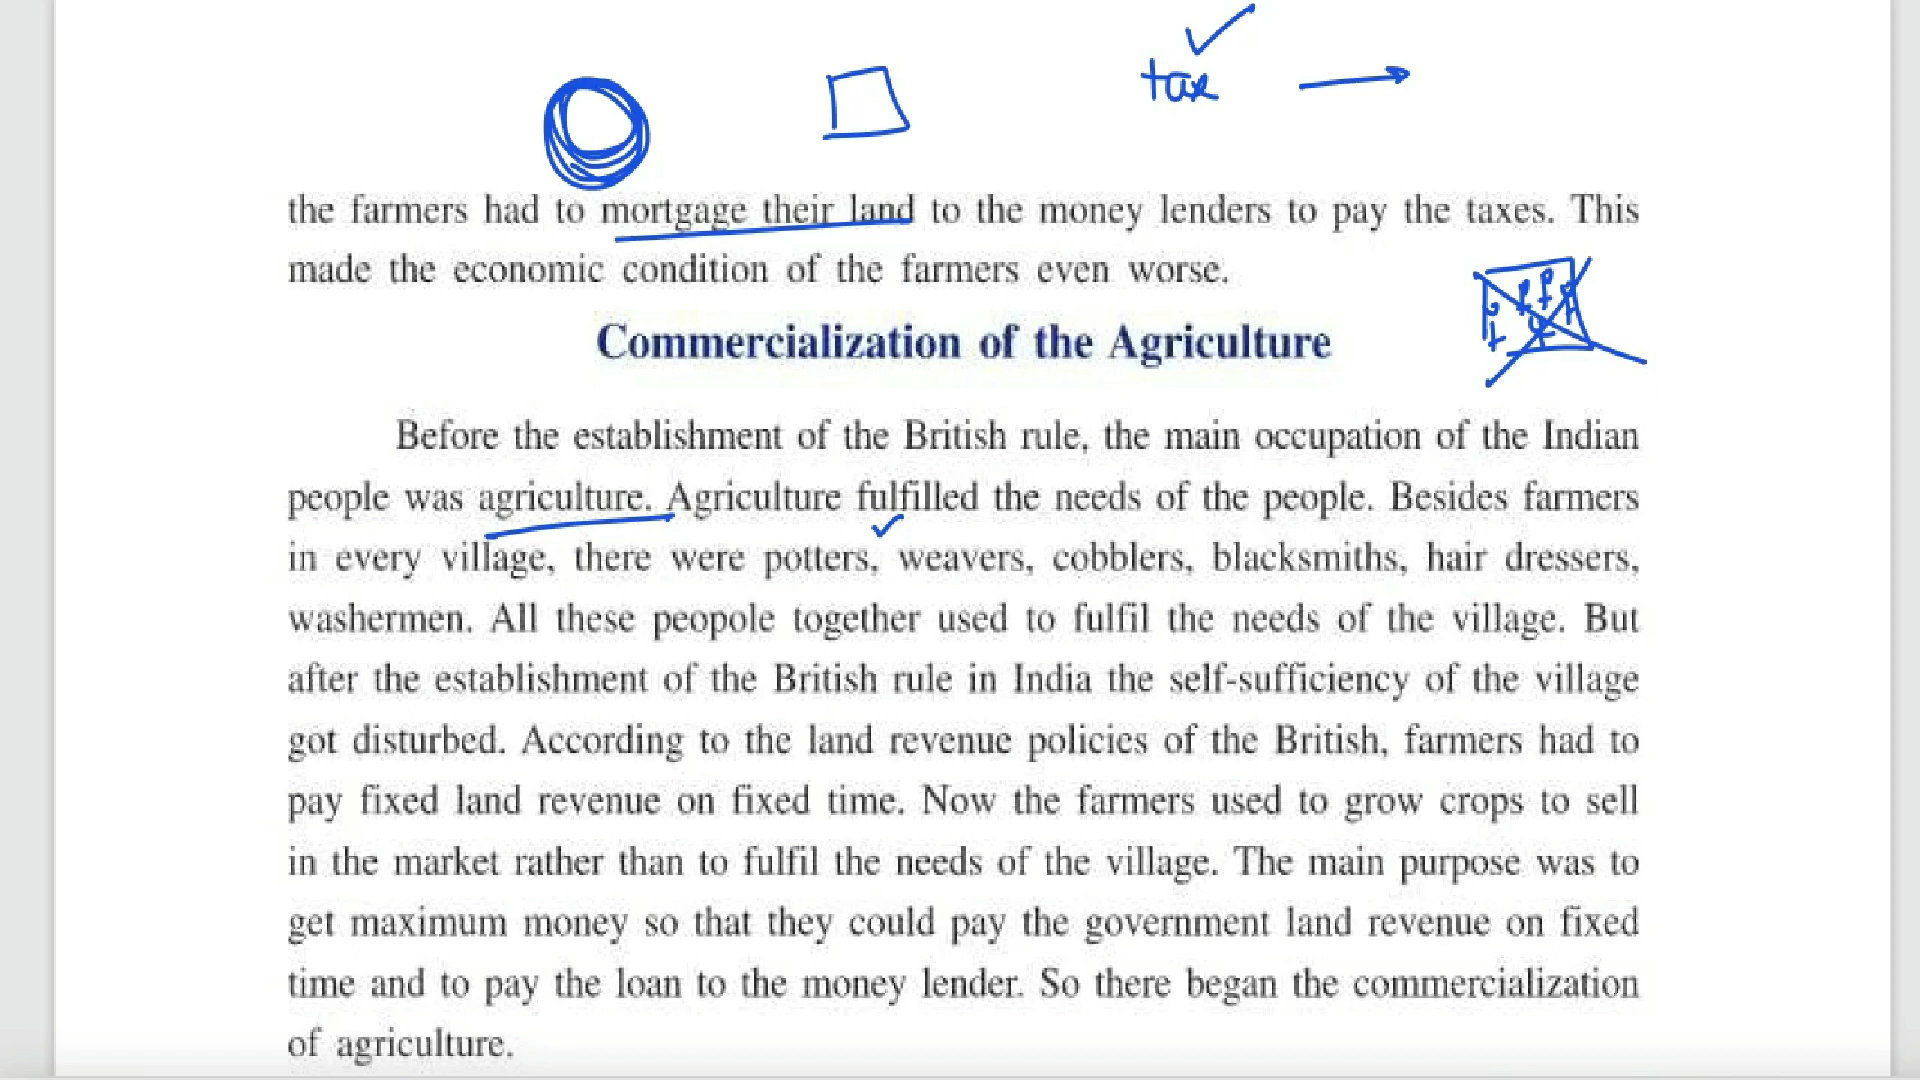 tax
the farmers had to mortgage their land to the money lenders to pay the taxes. This
made the economic condition of the farmers even worse.
Commercialization of the Agriculture
Before the establishment of the British rule, the main occupation of the Indian
people was agriculture. Agriculture fulfilled the needs of the people. Besides farmers
in every village, there were potters, weavers, cobblers, blacksmiths, hair dressers,
washermen. All these peopole together used to fulfil the needs of the village. But
after the establishment of the British rule in India the self-sufficiency of the village
got disturbed. According to the land revenue policies of the British, farmers had to
pay fixed land revenue on fixed time. Now the farmers used to grow crops to sell
in the market rather than to fulfil the needs of the village. The main purpose was to
get maximum money so that they could pay the government land revenue on fixed
time and to pay the loan to the money lender. So there began the commercialization
of agriculture.